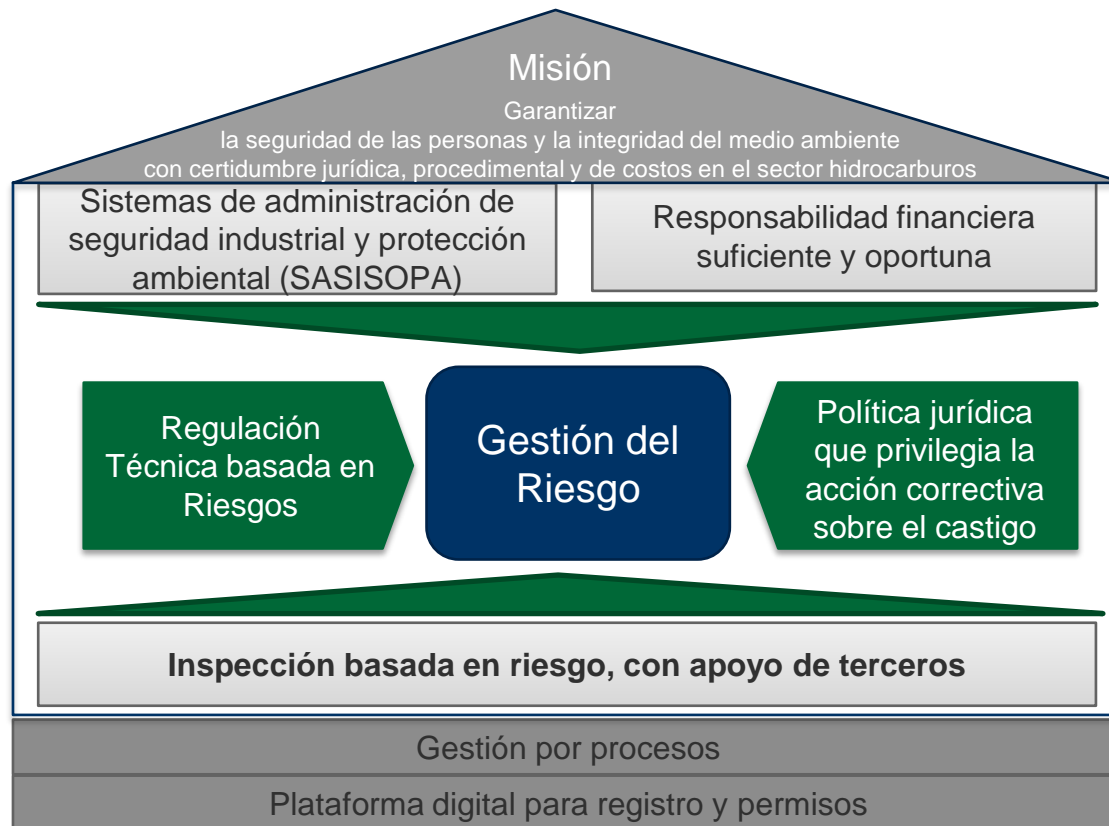 Misión
Garantizar
la seguridad de las personas y la integridad del medio ambiente
con certidumbre jurídica, procedimental y de costos en el sector hidrocarburos
Sistemas de administración de
seguridad industrial y protección
ambiental (SASISOPA)
Responsabilidad financiera
suficiente y oportuna
Regulación
Técnica basada en
Riesgos
Gestión del
Riesgo
Política jurídica
que privilegia la
acción correctiva
sobre el castigo
Inspección basada en riesgo, con apoyo de terceros
Gestión por procesos
Plataforma digital para registro y permisos